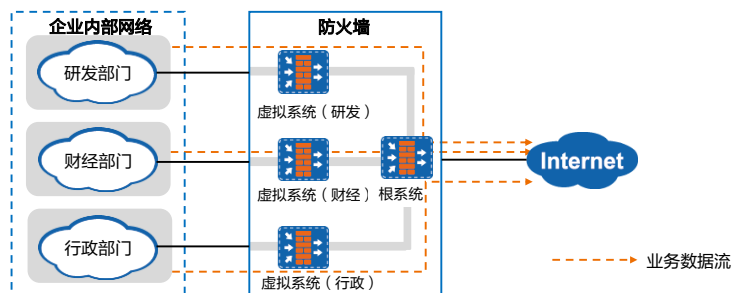 企业内部网络
防火墙
研发部门
虚拟系统（研发）
财经部门
虚拟系统（财经）
根系统
Internet
行政部门
虚拟系统（行政）
业务数据流